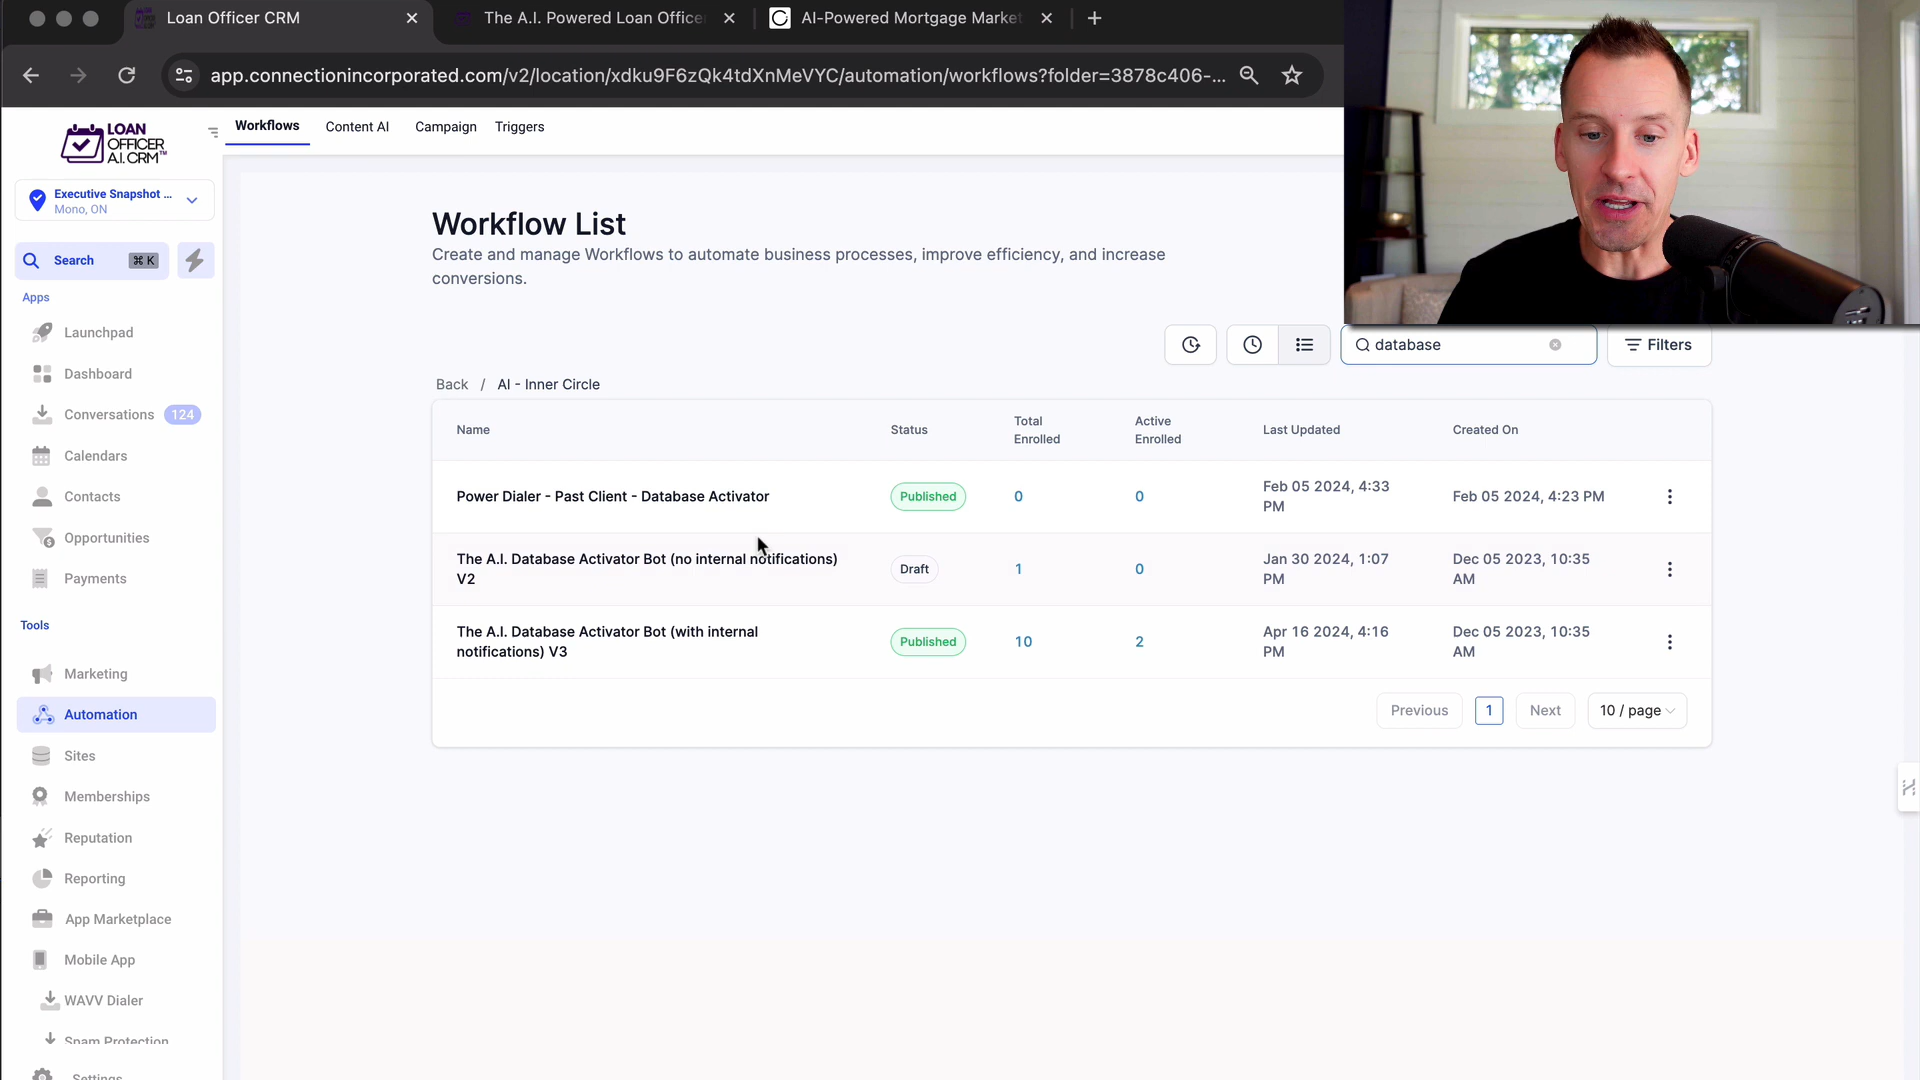 Loan Officer CRM
The A.I. Powered Loan Office
AI-Powered Mortgage Market
app.connectionincorporated.com/v2/location/xdku9F6zQk4tdXnMeVYC/automation/workflows?folder=3878c406-...
LOAN
OFFICER
A.I. CRM™
Workflows
Content AI
Campaign
Triggers
Executive Snapshot ...
Mono, ON
Search
⌘ K
Apps
Launchpad
Dashboard
Conversations 124
Calendars
Contacts
Opportunities
Payments
Tools
Marketing
Automation
Sites
Memberships
Reputation
Reporting
App Marketplace
Mobile App
WAVV Dialer
Spam Protection
Settings
Workflow List
Create and manage Workflows to automate business processes, improve efficiency, and increase
conversions.
database
Filters
Back / AI - Inner Circle
Name
Status
Total
Enrolled
Active
Enrolled
Last Updated
Created On
Power Dialer - Past Client - Database Activator
Published
0
0
Feb 05 2024, 4:33
PM
Feb 05 2024, 4:23 PM
The A.I. Database Activator Bot (no internal notifications)
V2
Draft
1
0
Jan 30 2024, 1:07
PM
Dec 05 2023, 10:35
AM
The A.I. Database Activator Bot (with internal
notifications) V3
Published
10
2
Apr 16 2024, 4:16
PM
Dec 05 2023, 10:35
AM
Previous
1
Next
10 / page